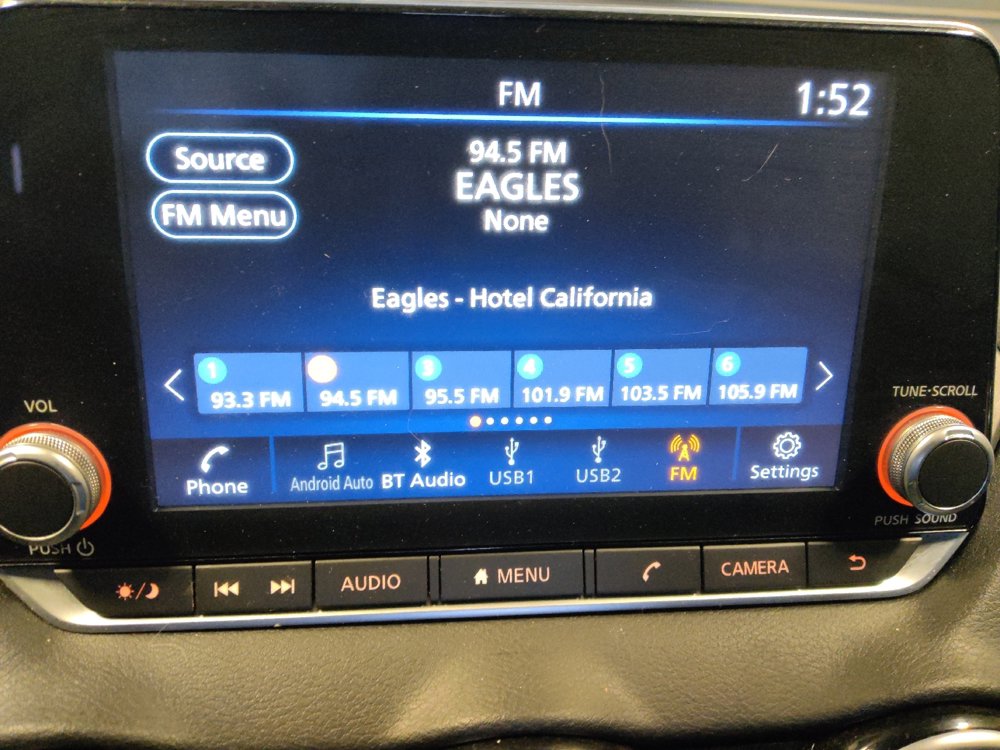 FM
1:52
Source
94.5 FM
EAGLES
FM Menu
None
Eagles - Hotel California
1
3
4
5
6
93.3 FM
94.5 FM
95.5 FM
101.9 FM
103.5 FM
105.9 FM
VOL
TUNE·SCROLL
Phone
Android Auto
BT Audio
USB1
USB2
FM
Settings
PUSH
PUSH SOUND
AUDIO
MENU
CAMERA